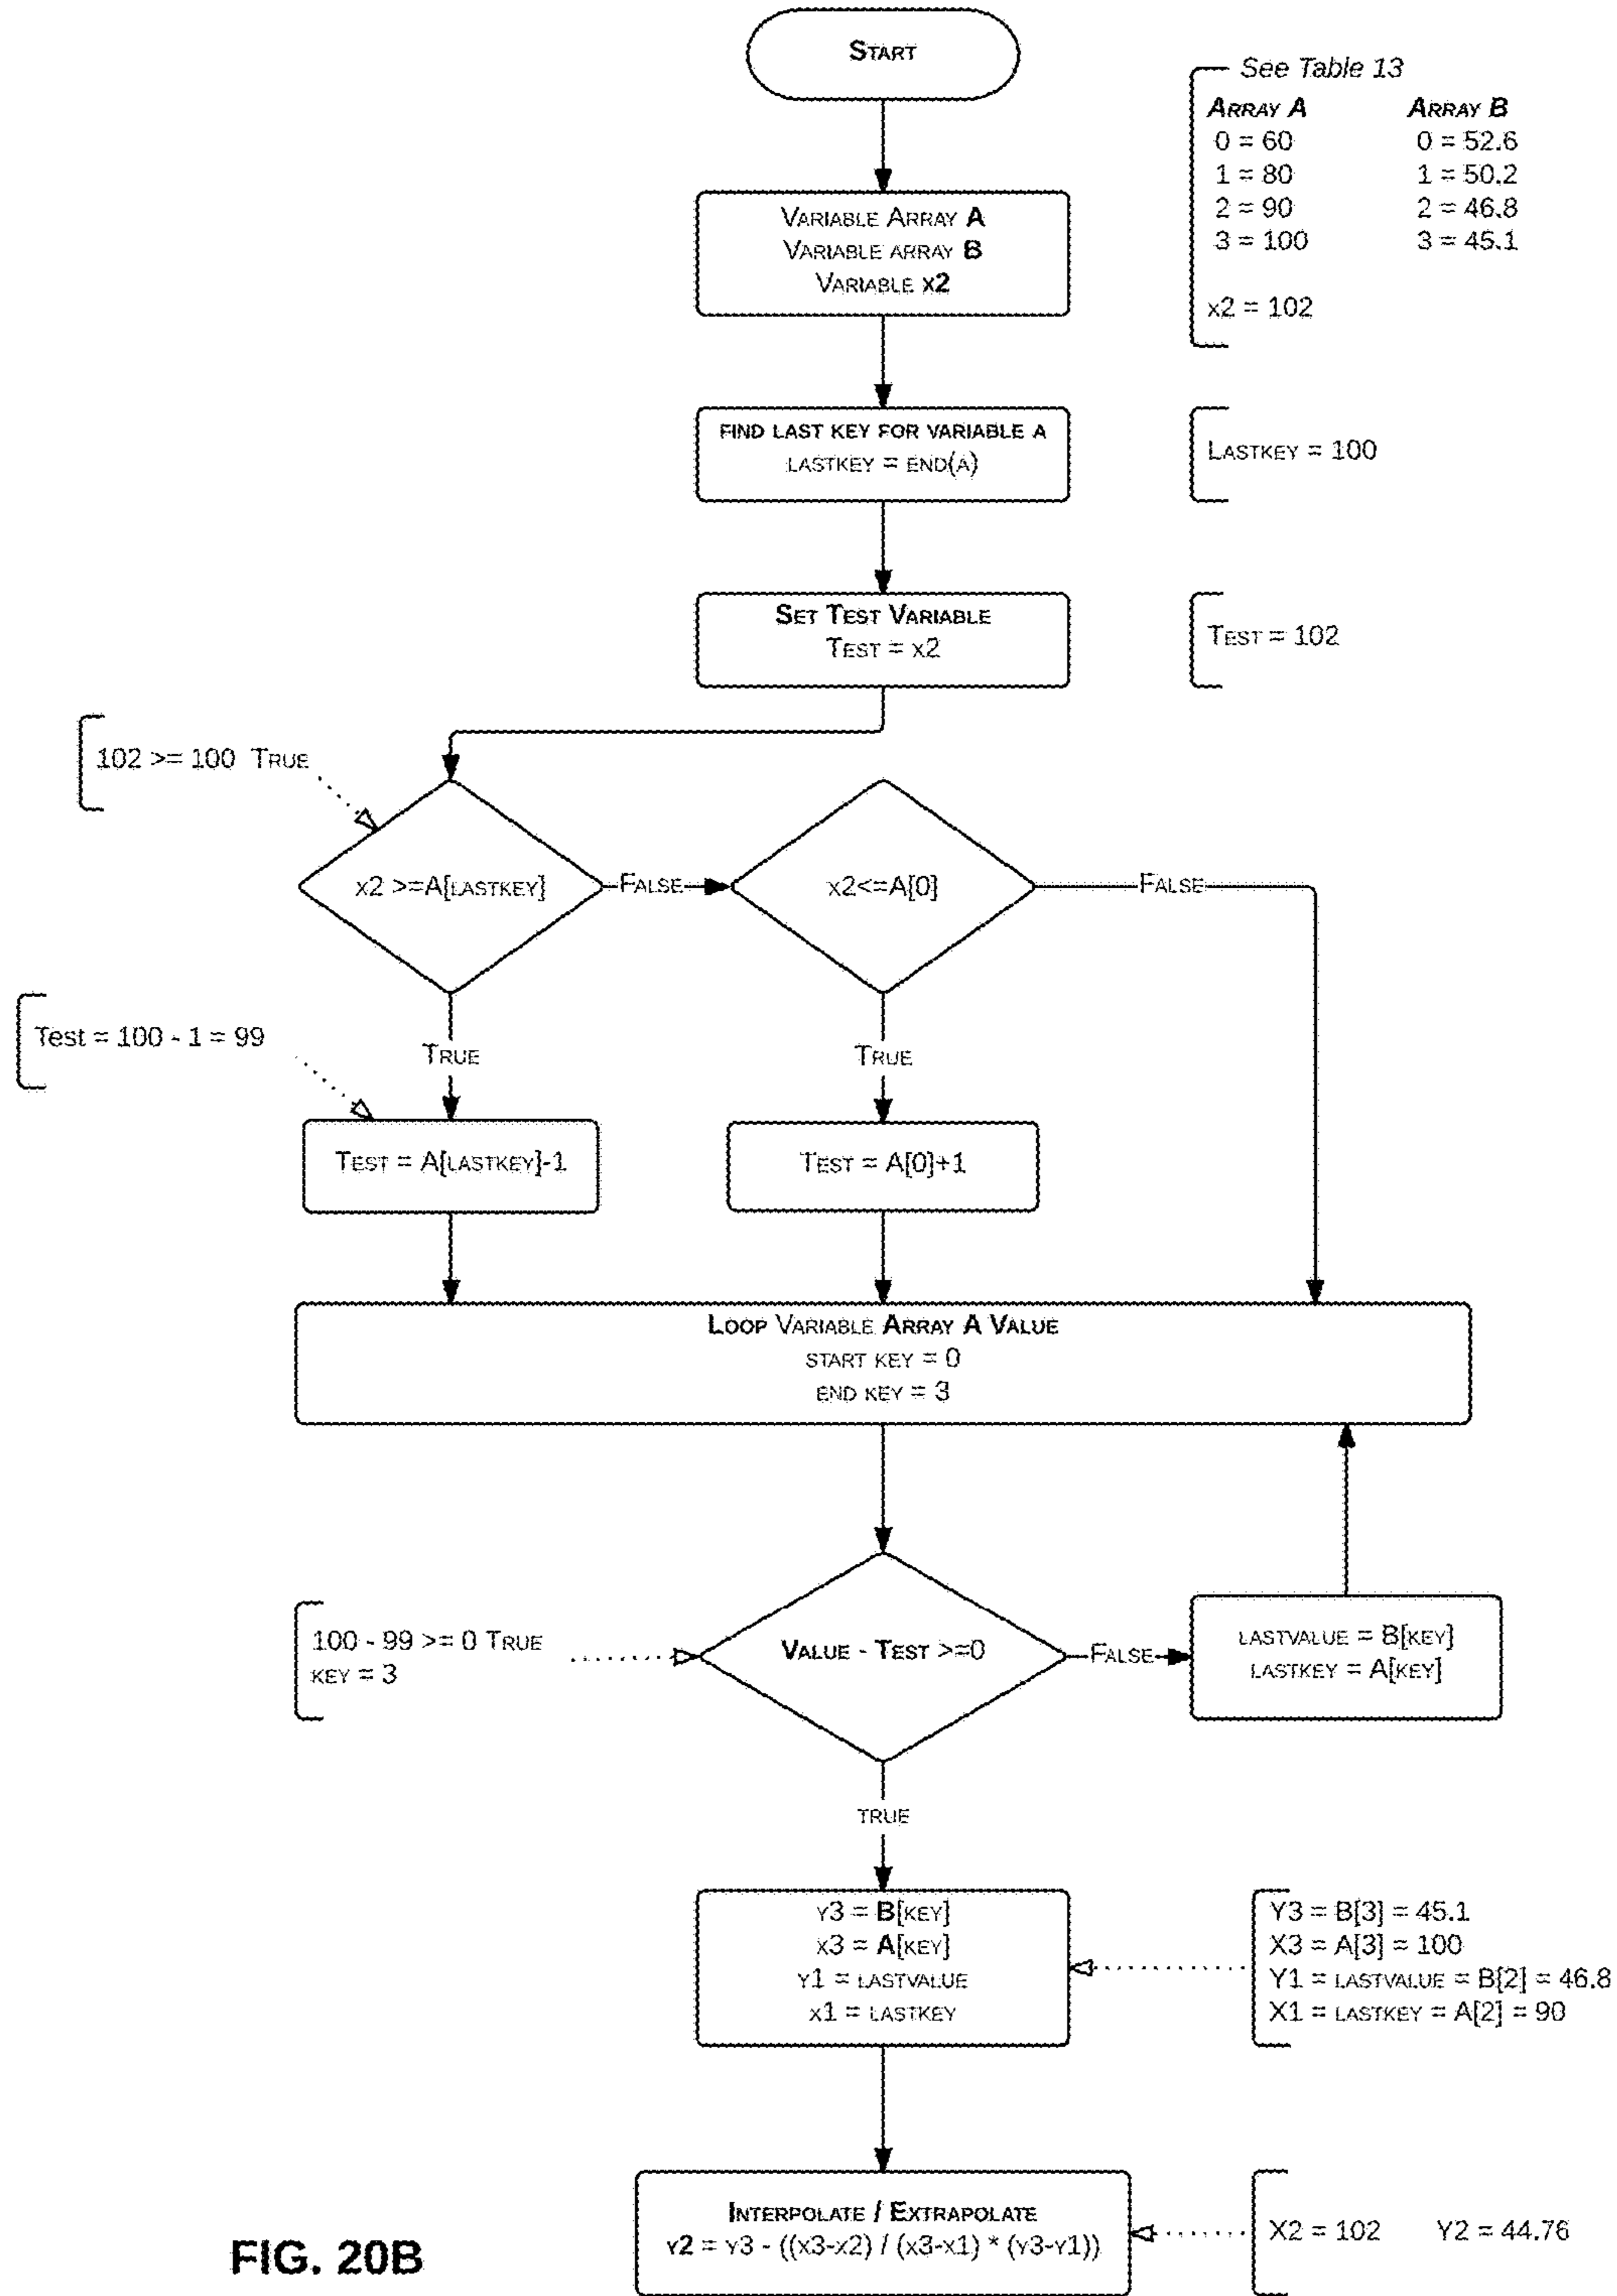 START
See Table 13
ARRAY A ARRAY B
0 = 60 0 = 52.6
1 = 80 1 = 50.2
2 = 90 2 = 46.8
3 = 100 3 = 45.1
x2 = 102
VARIABLE ARRAY A
VARIABLE ARRAY B
VARIABLE x2
FIND LAST KEY FOR VARIABLE A
LASTKEY = END(A)
LASTKEY = 100
SET TEST VARIABLE
TEST = x2
TEST = 102
102 >= 100 TRUE
x2 >=A[LASTKEY]
FALSE
x2<=A[0]
FALSE
Test = 100 - 1 = 99
TRUE
TRUE
TEST = A[LASTKEY]-1
TEST = A[0]+1
LOOP VARIABLE ARRAY A VALUE
START KEY = 0
END KEY = 3
100 - 99 >= 0 TRUE
KEY = 3
VALUE - TEST >=0
FALSE
LASTVALUE = B[KEY]
LASTKEY = A[KEY]
TRUE
Y3 = B[KEY]
X3 = A[KEY]
Y1 = LASTVALUE
X1 = LASTKEY
Y3 = B[3] = 45.1
X3 = A[3] = 100
Y1 = LASTVALUE = B[2] = 46.8
X1 = LASTKEY = A[2] = 90
INTERPOLATE / EXTRAPOLATE
Y2 = Y3 - ((X3-X2) / (X3-X1) * (Y3-Y1))
X2 = 102 Y2 = 44.76
FIG. 20B